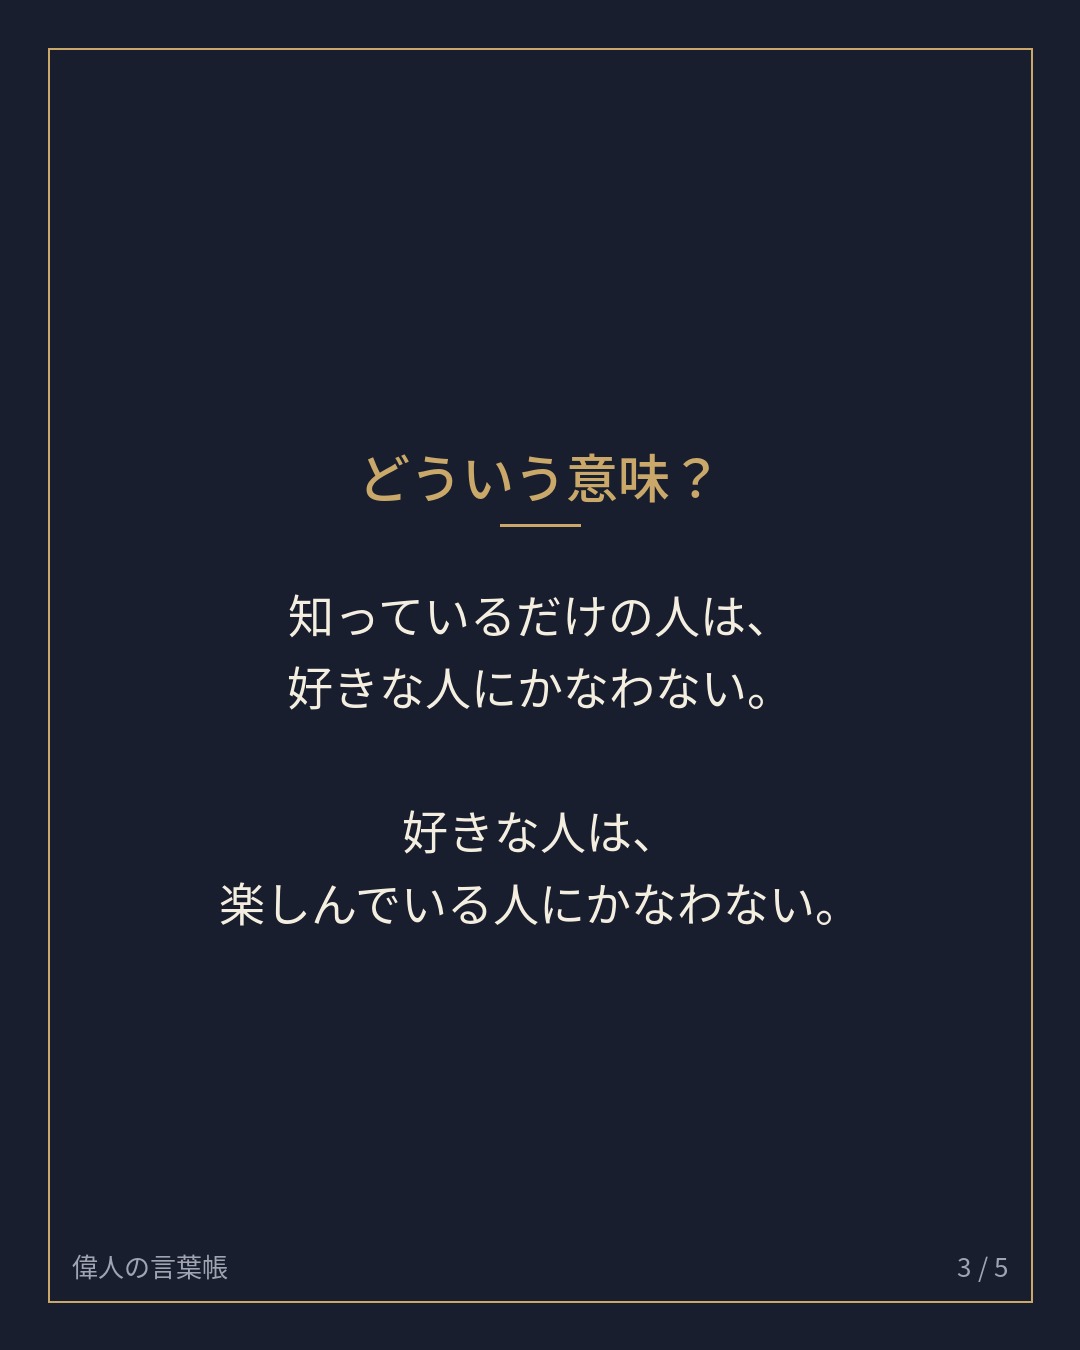 どういう意味？
知っているだけの人は、
好きな人にかなわない。
好きな人は、
楽しんでいる人にかなわない。
偉人の言葉帳
3 / 5